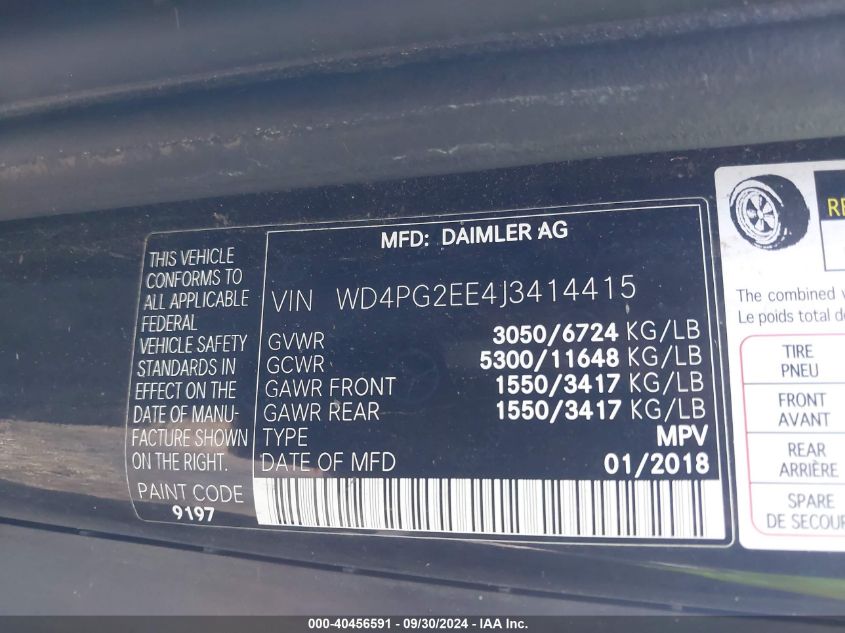 MFD: DAIMLER AG
THIS VEHICLE
CONFORMS TO
ALL APPLICABLE
FEDERAL
VEHICLE SAFETY
STANDARDS IN
EFFECT ON THE
DATE OF MANU-
FACTURE SHOWN
ON THE RIGHT.
PAINT CODE
9197
VIN WD4PG2EE4J3414415
GVWR 3050/6724 KG/LB
GCWR 5300/11648 KG/LB
GAWR FRONT 1550/3417 KG/LB
GAWR REAR 1550/3417 KG/LB
TYPE MPV
DATE OF MFD 01/2018
The combined
Le poids total
TIRE
PNEU
FRONT
AVANT
REAR
ARRIÈRE
SPARE
DE SECOUR
000-40456591 - 09/30/2024 - IAA Inc.